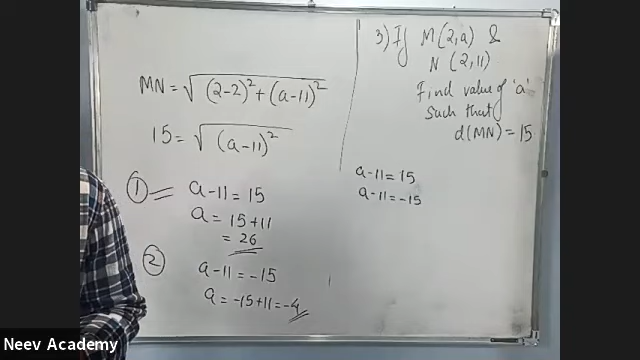 3) If M(2,a) &
N (2,11)
Find value of 'a'
such that
d(MN) = 15
MN = √(2-2)² + (a-11)²
15 = √(a-11)²
① a-11 = 15
a = 15+11
= 26
② a-11 = -15
a = -15+11 = -4
a-11 = 15
a-11 = -15
Neev Academy